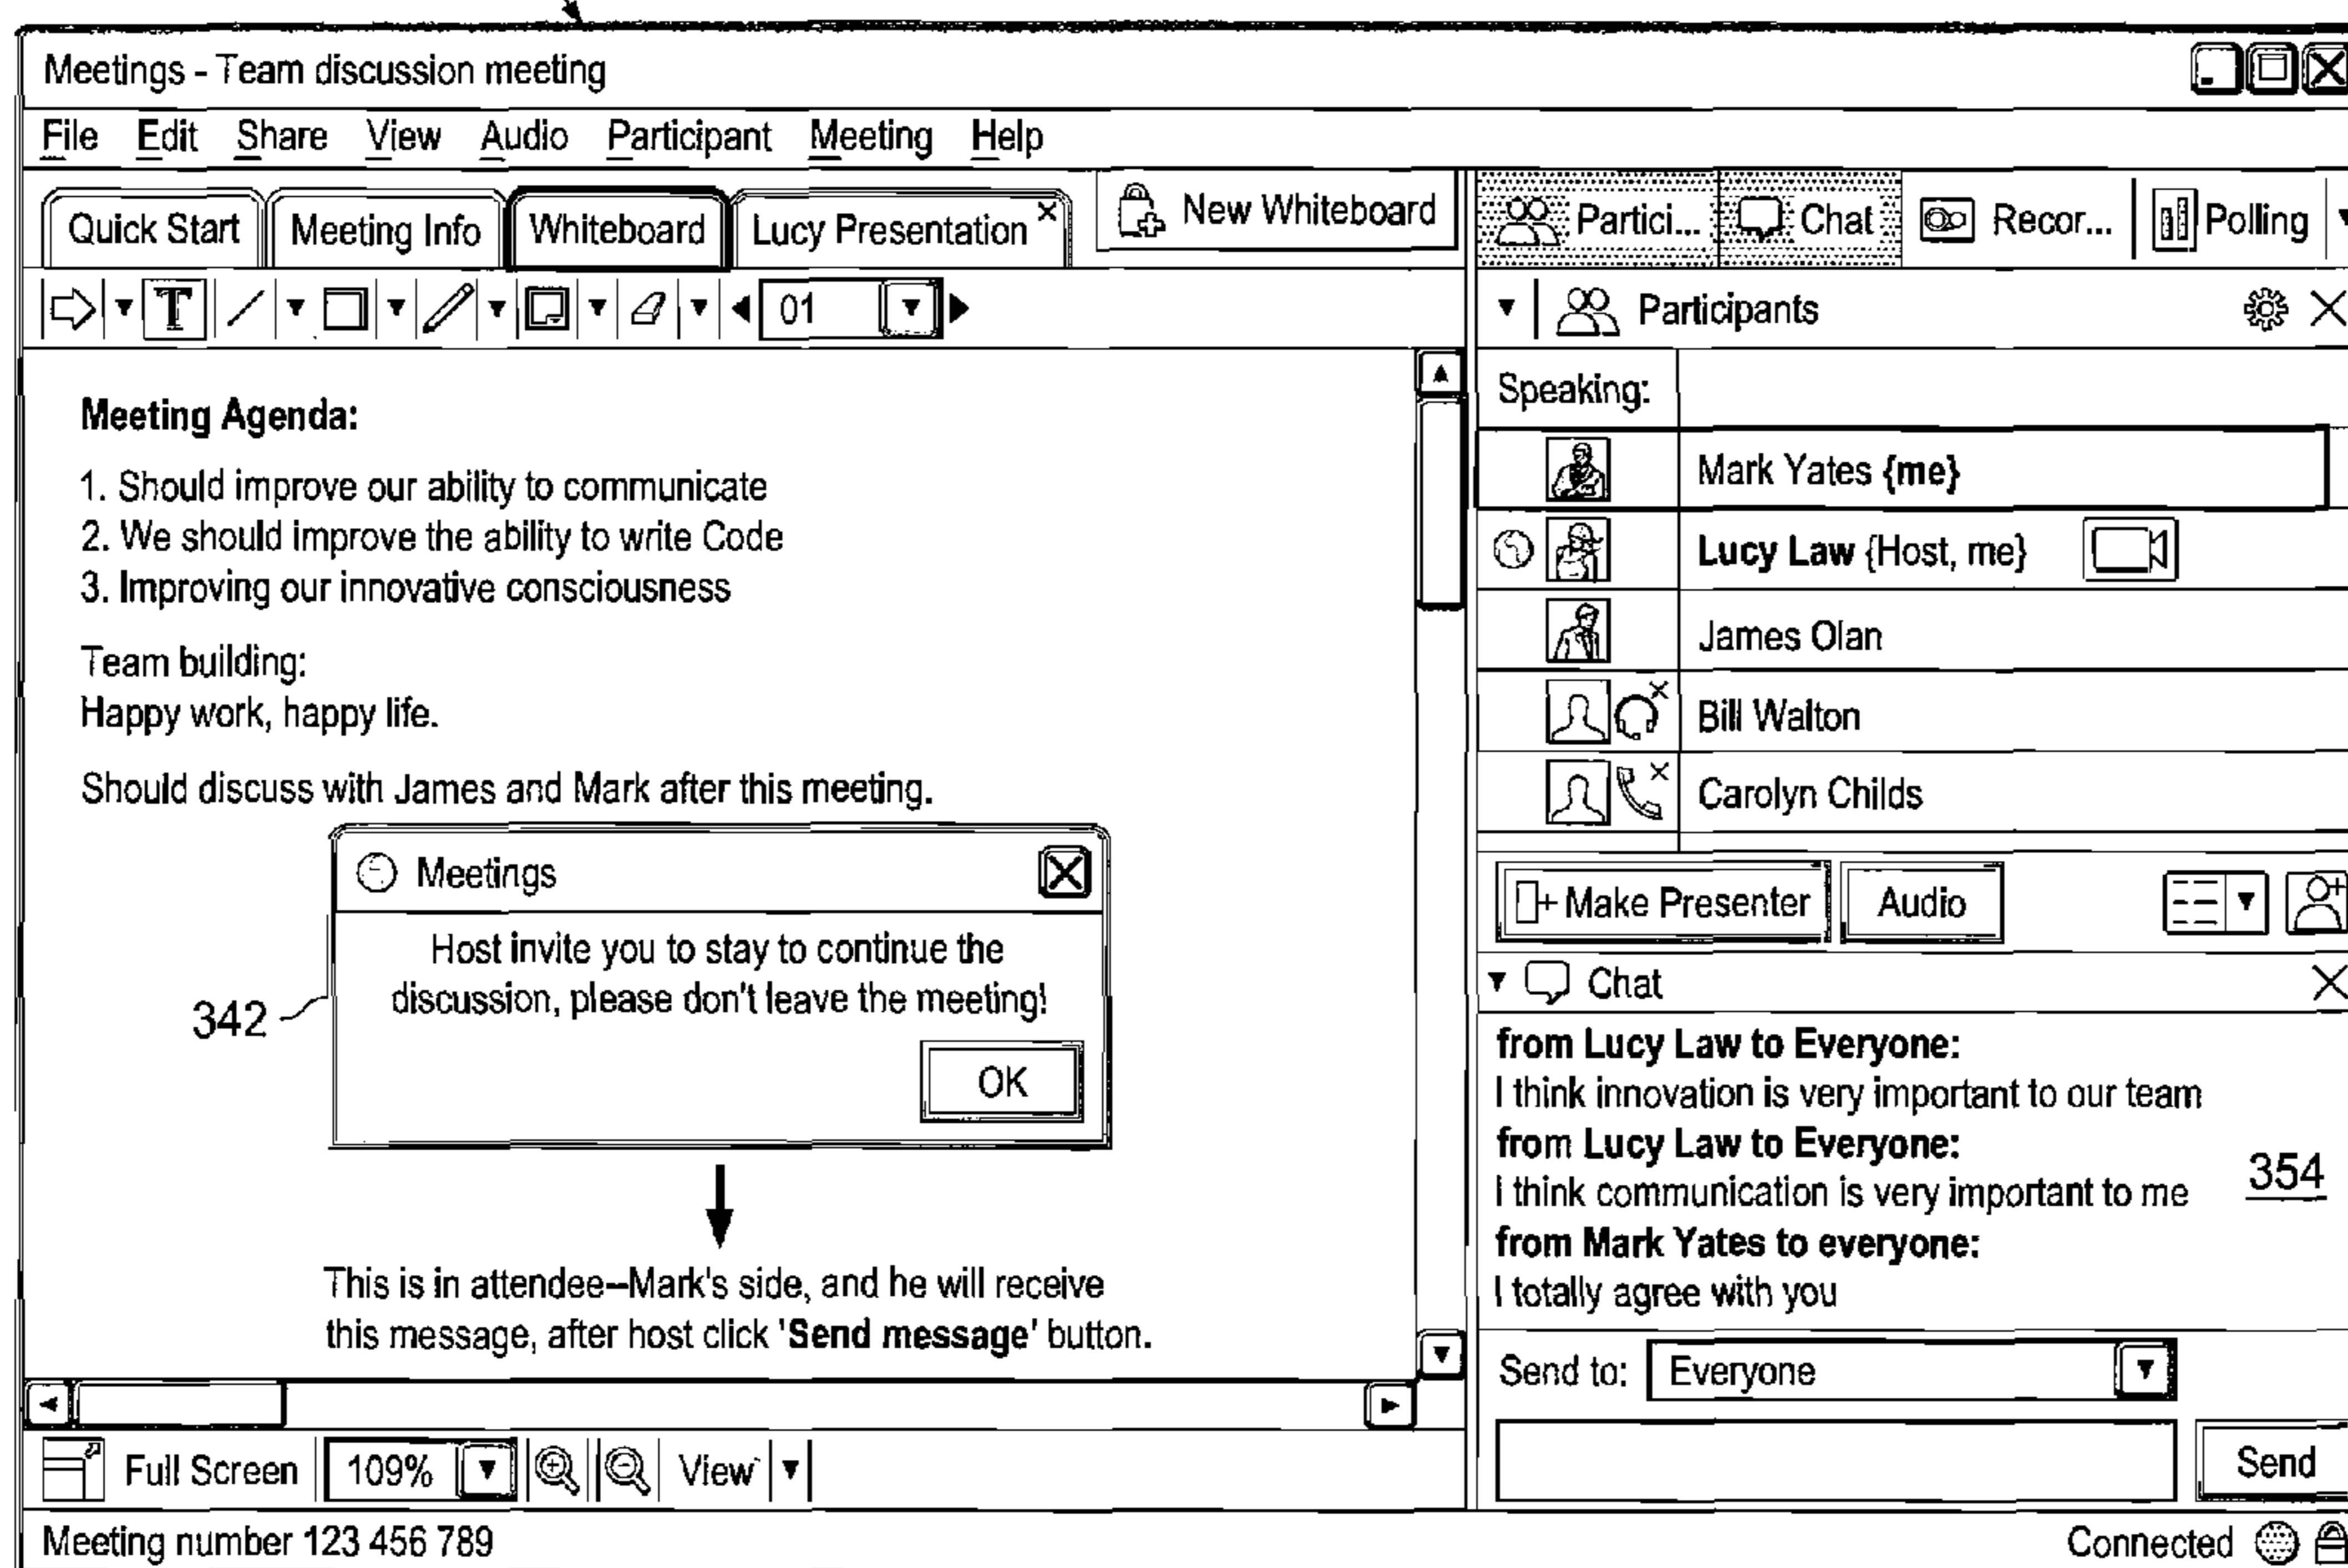 Meetings - Team discussion meeting
File Edit Share View Audio Participant Meeting Help
Quick Start Meeting Info Whiteboard Lucy Presentation × New Whiteboard
Partici... Chat Recor... Polling
T 01
Meeting Agenda:
1. Should improve our ability to communicate
2. We should improve the ability to write Code
3. Improving our innovative consciousness
Team building:
Happy work, happy life.
Should discuss with James and Mark after this meeting.
Meetings
Host invite you to stay to continue the
discussion, please don't leave the meeting!
OK
342
This is in attendee--Mark's side, and he will receive
this message, after host click 'Send message' button.
Full Screen 109% View
Participants
Speaking:
Mark Yates {me}
Lucy Law {Host, me}
James Olan
Bill Walton
Carolyn Childs
Make Presenter Audio
Chat
from Lucy Law to Everyone:
I think innovation is very important to our team
from Lucy Law to Everyone:
I think communication is very important to me
354
from Mark Yates to everyone:
I totally agree with you
Send to: Everyone
Send
Meeting number 123 456 789
Connected